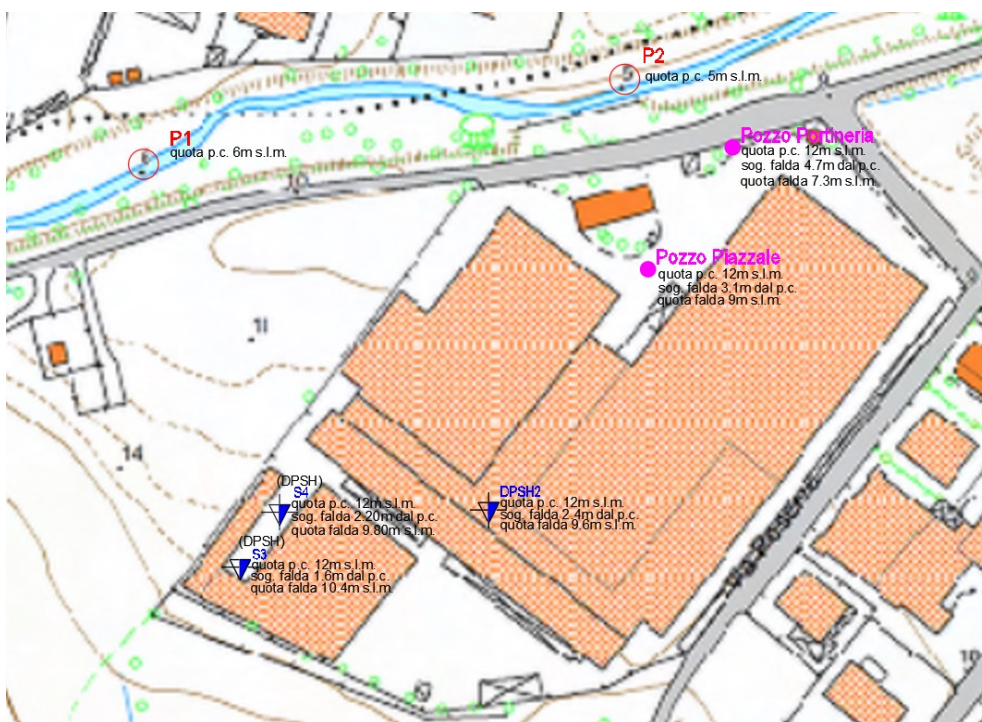 P2
quota p.c. 5m s.l.m.
P1
quota p.c. 6m s.l.m.
Pozzo Portineria
quota p.c. 12m s.l.m.
sog. falda 4.7m dal p.c.
quota falda 7.3m s.l.m.
Pozzo Piazzale
quota p.c. 12m s.l.m.
sog. falda 3.1m dal p.c.
quota falda 9m s.l.m.
11
14
(DPSH)
S4
quota p.c. 12m s.l.m.
sog. falda 2.20m dal p.c.
quota falda 9.80m s.l.m.
DPSH2
quota p.c. 12m s.l.m.
sog. falda 2.4m dal p.c.
quota falda 9.6m s.l.m.
(DPSH)
S3
quota p.c. 12m s.l.m.
sog. falda 1.6m dal p.c.
quota falda 10.4m s.l.m.